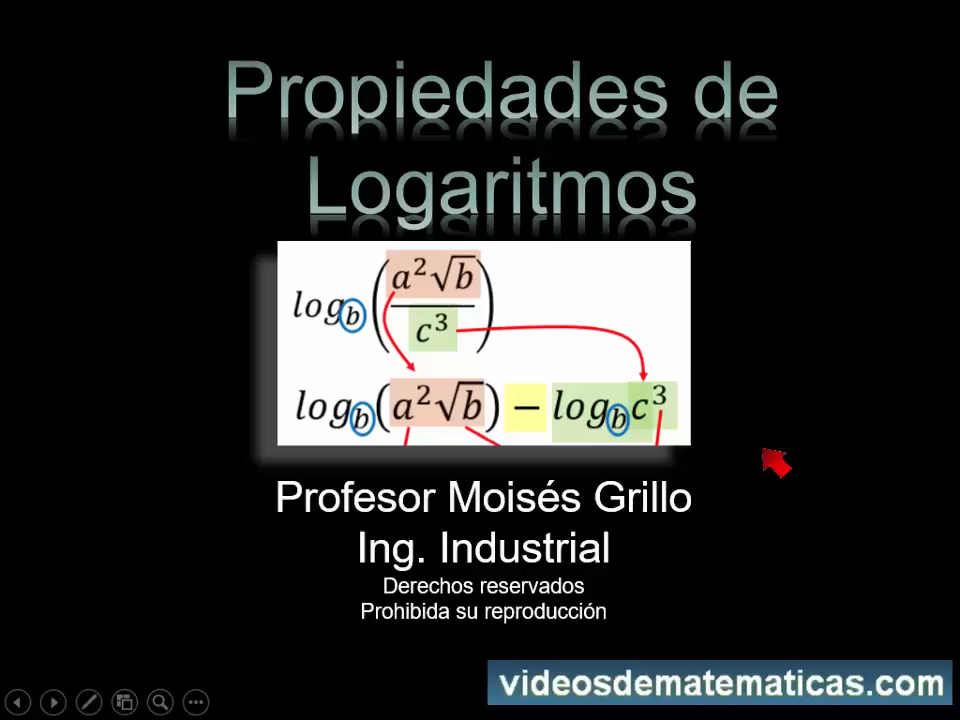 Propiedades de
Logaritmos
log_b(a²√b / c³)
log_b(a²√b) − log_b c³
Profesor Moisés Grillo
Ing. Industrial
Derechos reservados
Prohibida su reproducción
videosdematematicas.com